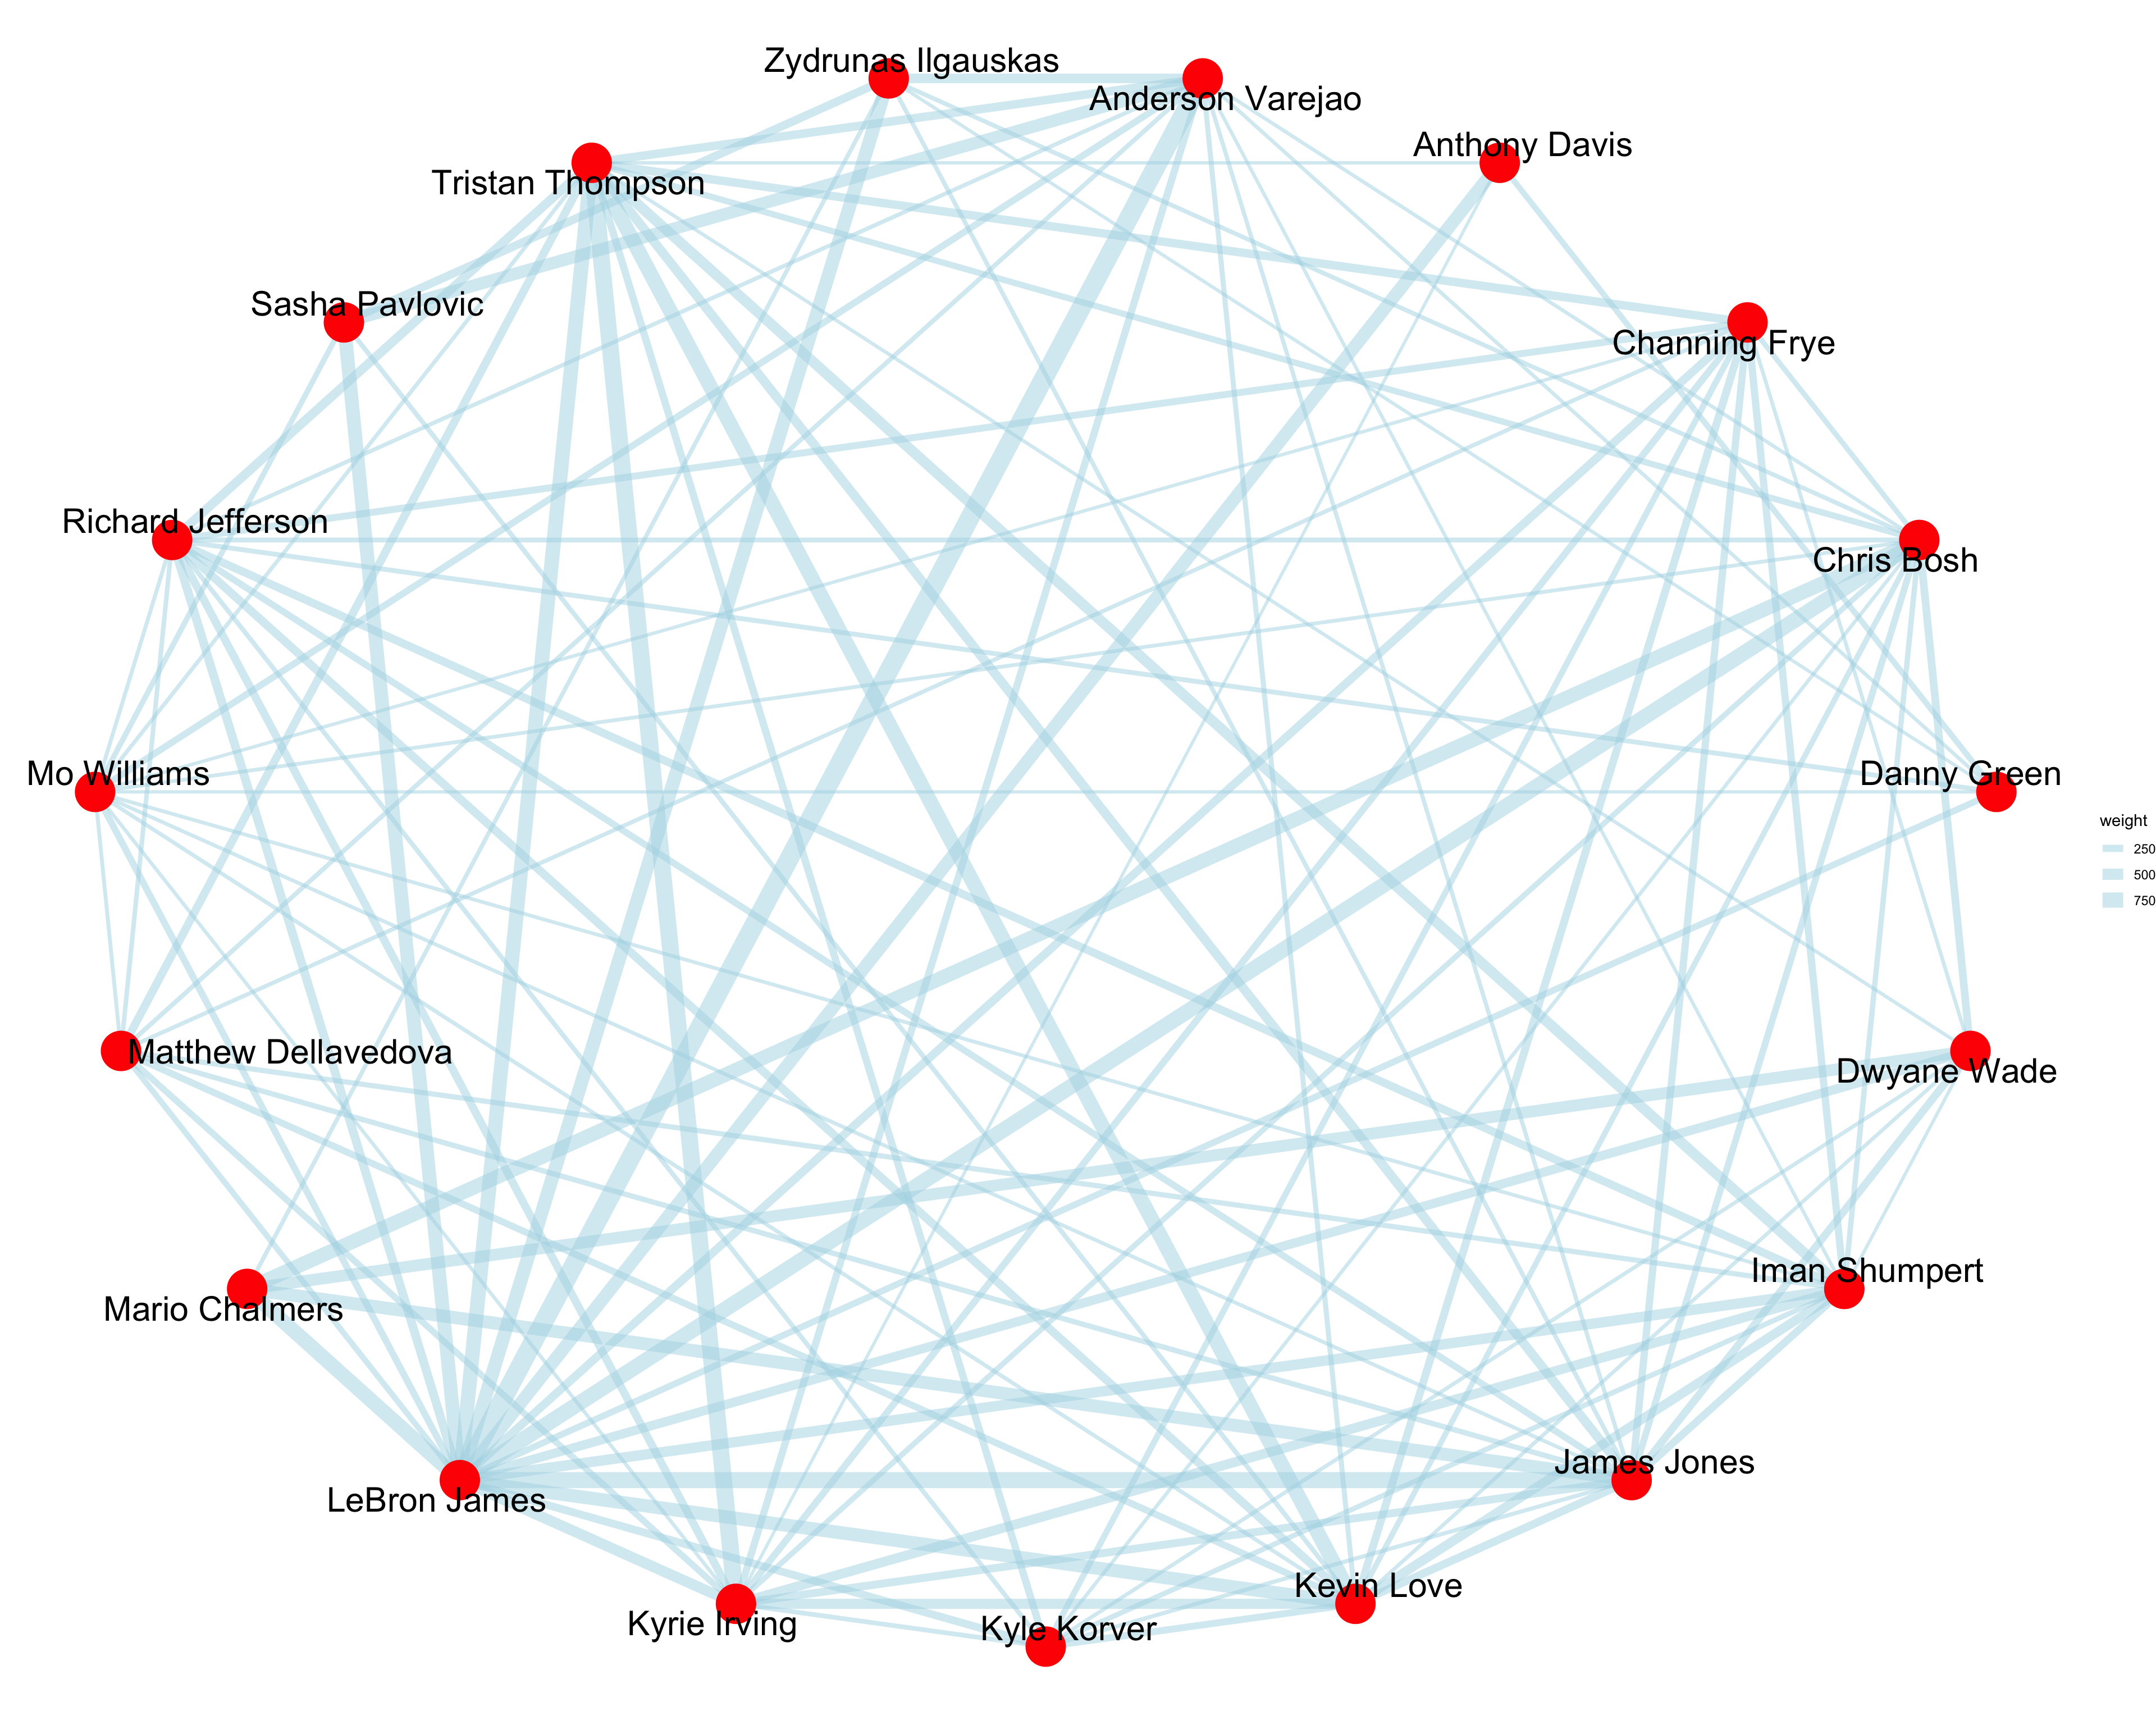 Zydrunas Ilgauskas
Anderson Varejao
Anthony Davis
Tristan Thompson
Sasha Pavlovic
Channing Frye
Richard Jefferson
Chris Bosh
Mo Williams
Danny Green
weight
250
500
750
Matthew Dellavedova
Dwyane Wade
Iman Shumpert
Mario Chalmers
James Jones
LeBron James
Kevin Love
Kyrie Irving
Kyle Korver